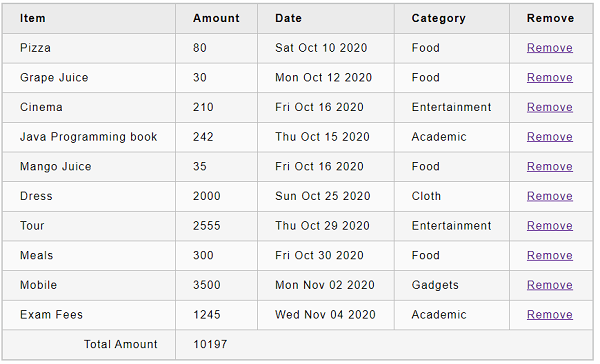 Item Amount Date Category Remove
Pizza 80 Sat Oct 10 2020 Food Remove
Grape Juice 30 Mon Oct 12 2020 Food Remove
Cinema 210 Fri Oct 16 2020 Entertainment Remove
Java Programming book 242 Thu Oct 15 2020 Academic Remove
Mango Juice 35 Fri Oct 16 2020 Food Remove
Dress 2000 Sun Oct 25 2020 Cloth Remove
Tour 2555 Thu Oct 29 2020 Entertainment Remove
Meals 300 Fri Oct 30 2020 Food Remove
Mobile 3500 Mon Nov 02 2020 Gadgets Remove
Exam Fees 1245 Wed Nov 04 2020 Academic Remove
Total Amount 10197